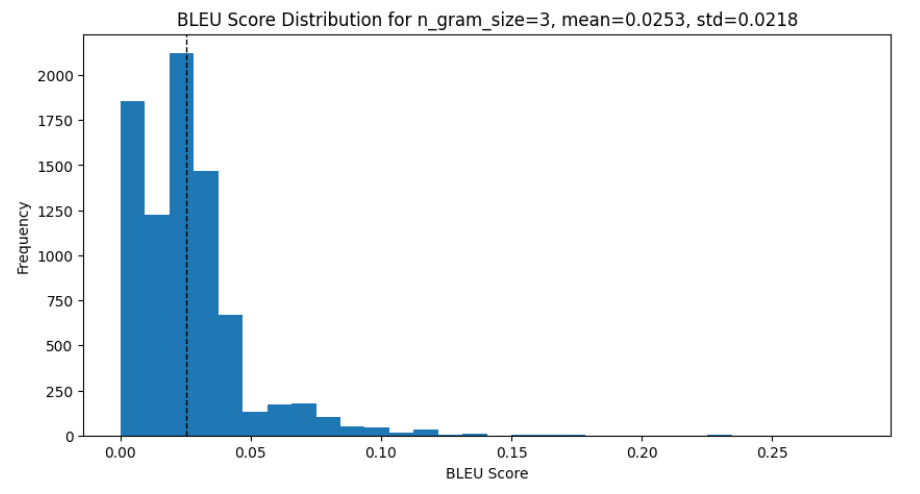 BLEU Score Distribution for n_gram_size=3, mean=0.0253, std=0.0218
Frequency
2000
1750
1500
1250
1000
750
500
250
0
0.00 0.05 0.10 0.15 0.20 0.25
BLEU Score